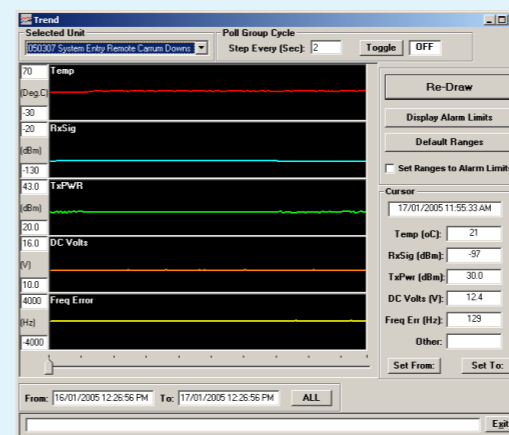 Trend
Selected Unit
050307 System Entry Remote Carrum Downs
Poll Group Cycle
Step Every (Sec): 2 Toggle OFF
70 Temp
(Deg.C)
-30
-20 RxSig
(dBm)
-130
43.0 TxPWR
(dBm)
20.0
16.0 DC Volts
(V)
10.0
4000 Freq Error
(Hz)
-4000
Re-Draw
Display Alarm Limits
Default Ranges
Set Ranges to Alarm Limits
Cursor
17/01/2005 11:55:33 AM
Temp (oC): 21
RxSig (dBm): -97
TxPwr (dBm): 30.0
DC Volts (V): 12.4
Freq Err (Hz): 129
Other:
Set From: Set To:
From: 16/01/2005 12:26:56 PM To: 17/01/2005 12:26:56 PM ALL
Exit